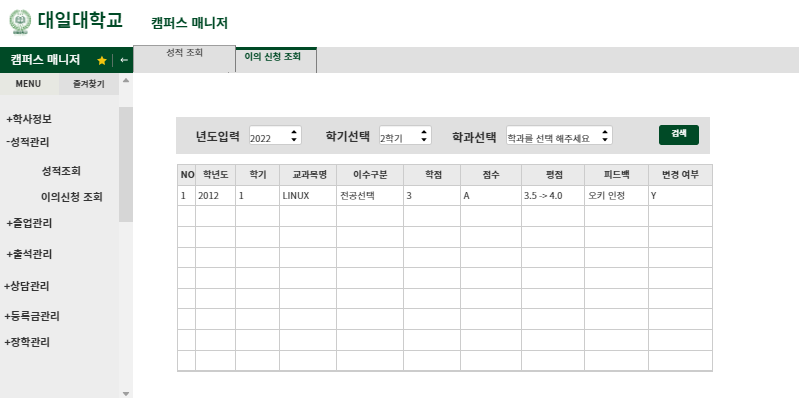 대일대학교 캠퍼스 매니저
캠퍼스 매니저 ★ | ← 성적 조회 이의 신청 조회
MENU 즐겨찾기
+학사정보
-성적관리
성적조회
이의신청 조회
+졸업관리
+출석관리
+상담관리
+등록금관리
+장학관리
년도입력 2022 학기선택 2학기 학과선택 학과를 선택 해주세요 검색
NO 학년도 학기 교과목명 이수구분 학점 점수 평점 피드백 변경 여부
1 2012 1 LINUX 전공선택 3 A 3.5 -> 4.0 오키 인정 Y